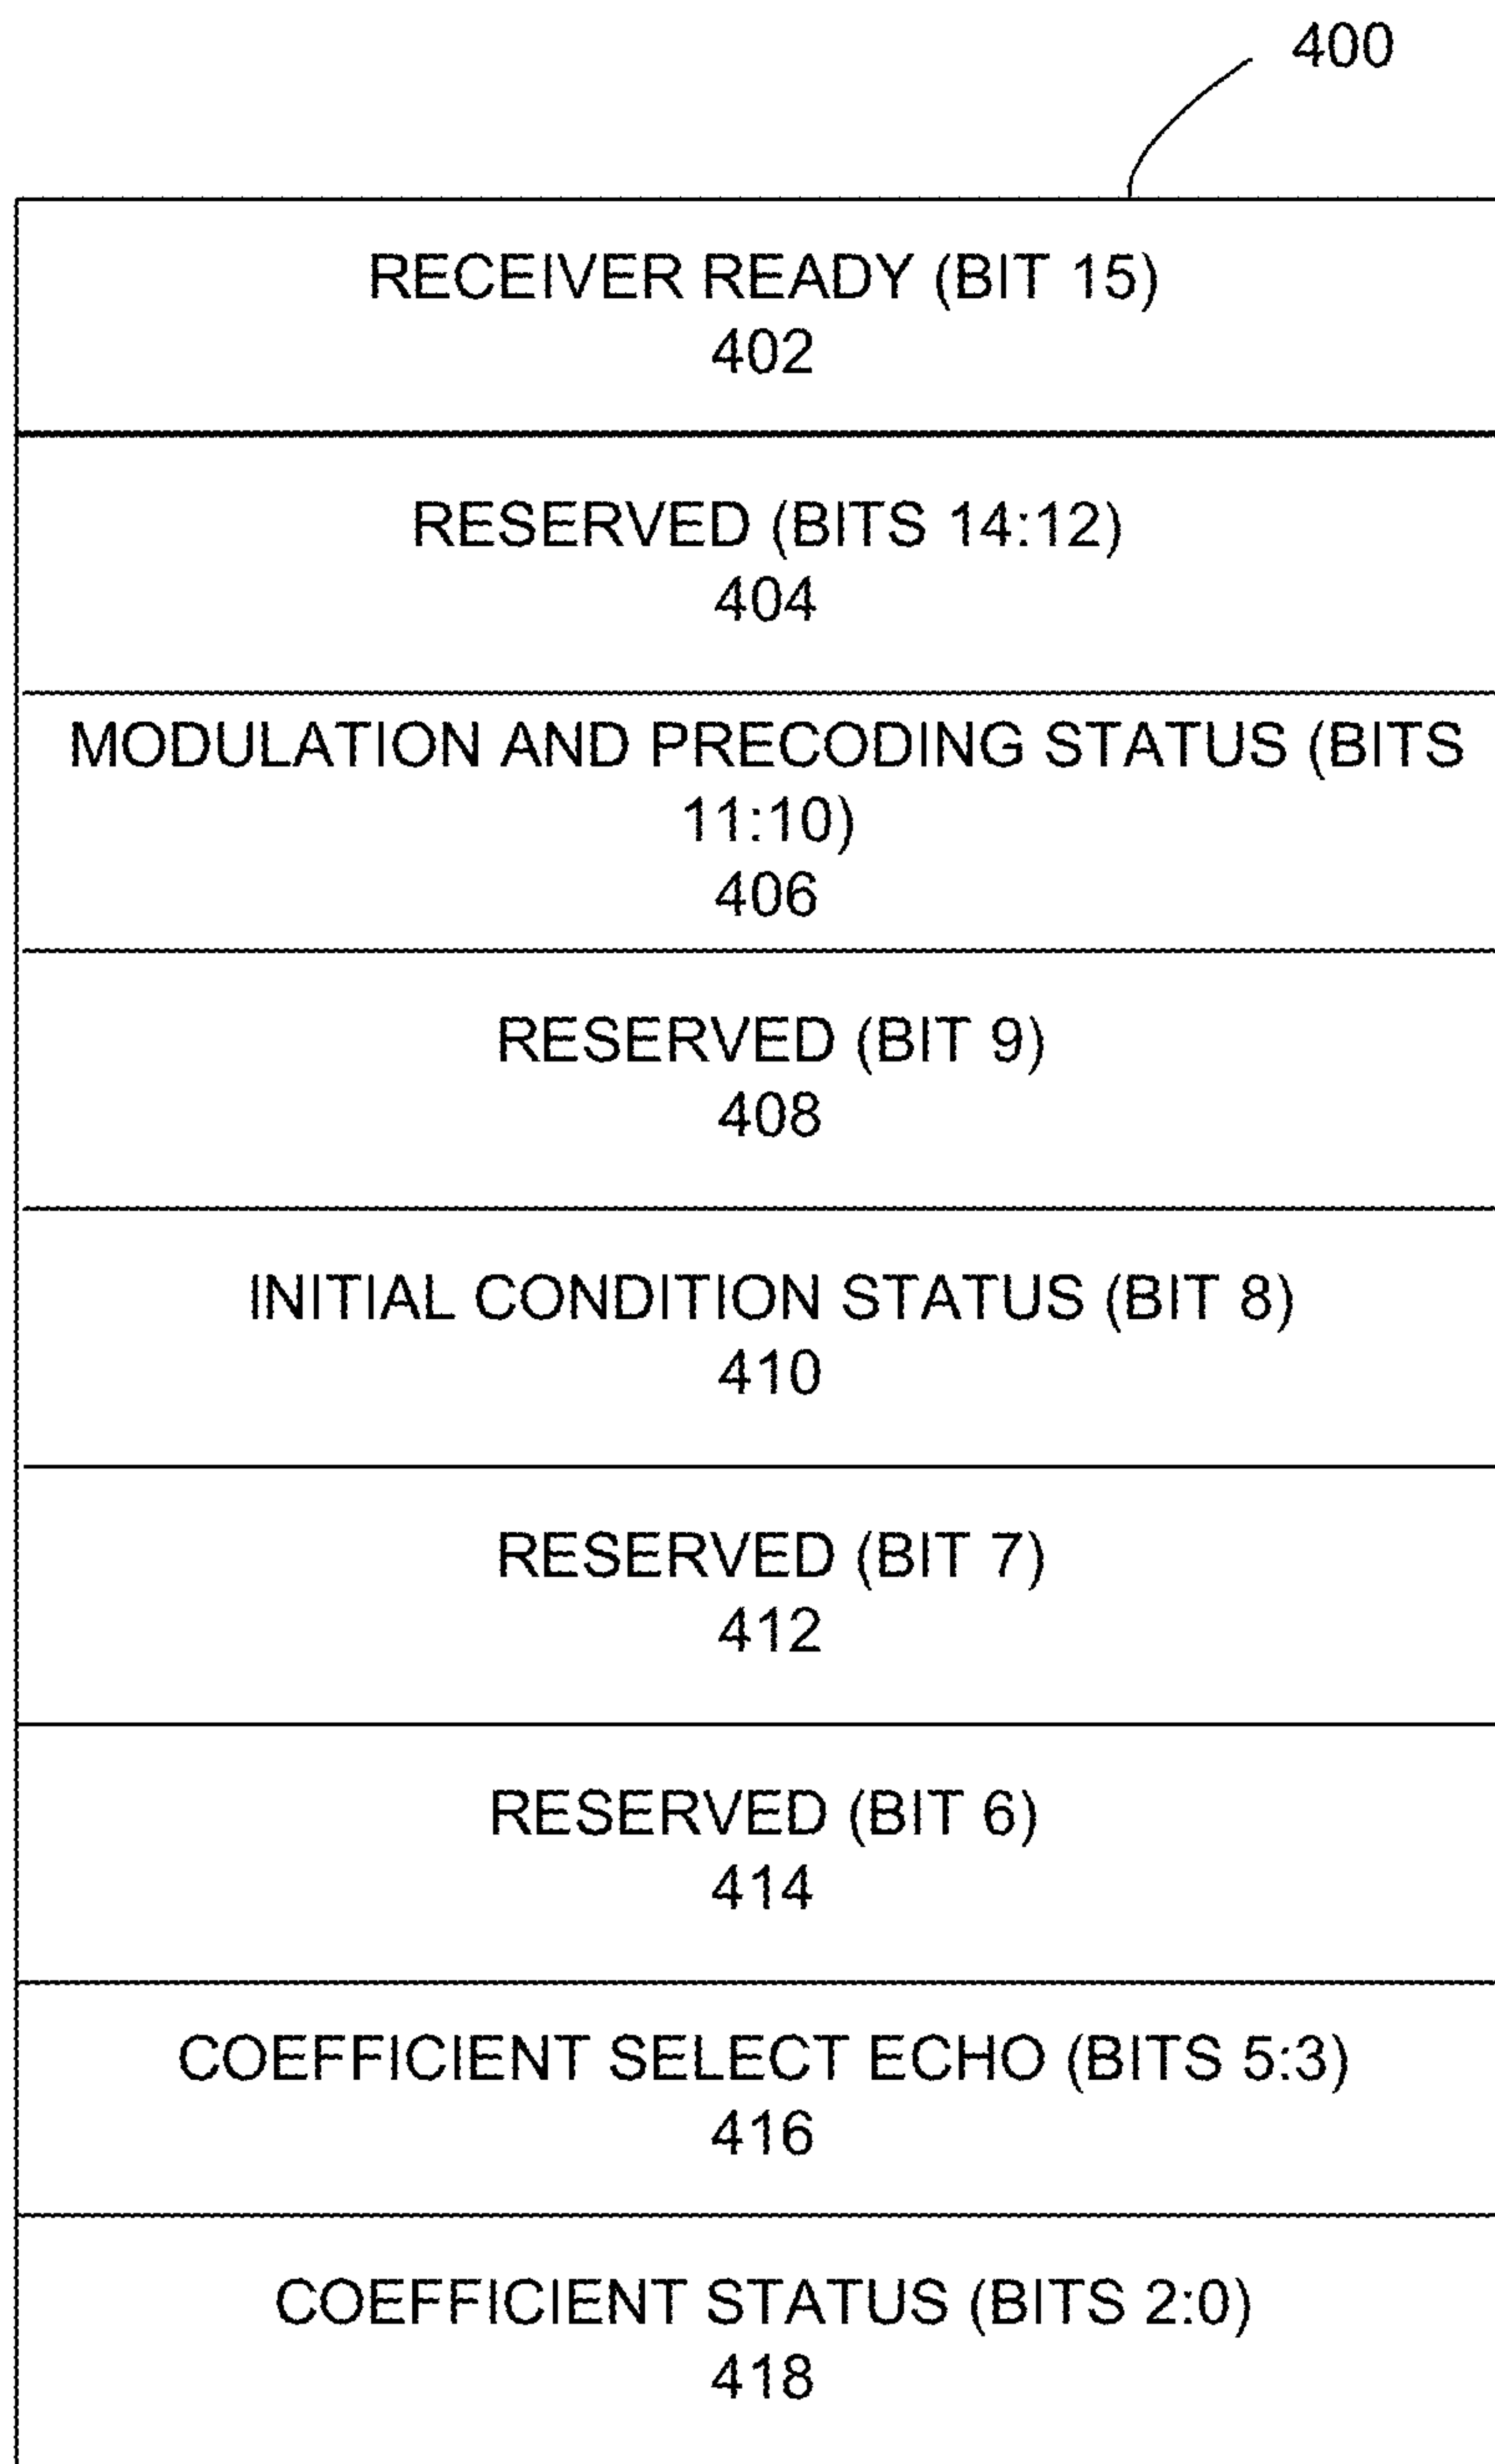 400
RECEIVER READY (BIT 15)
402
RESERVED (BITS 14:12)
404
MODULATION AND PRECODING STATUS (BITS
11:10)
406
RESERVED (BIT 9)
408
INITIAL CONDITION STATUS (BIT 8)
410
RESERVED (BIT 7)
412
RESERVED (BIT 6)
414
COEFFICIENT SELECT ECHO (BITS 5:3)
416
COEFFICIENT STATUS (BITS 2:0)
418